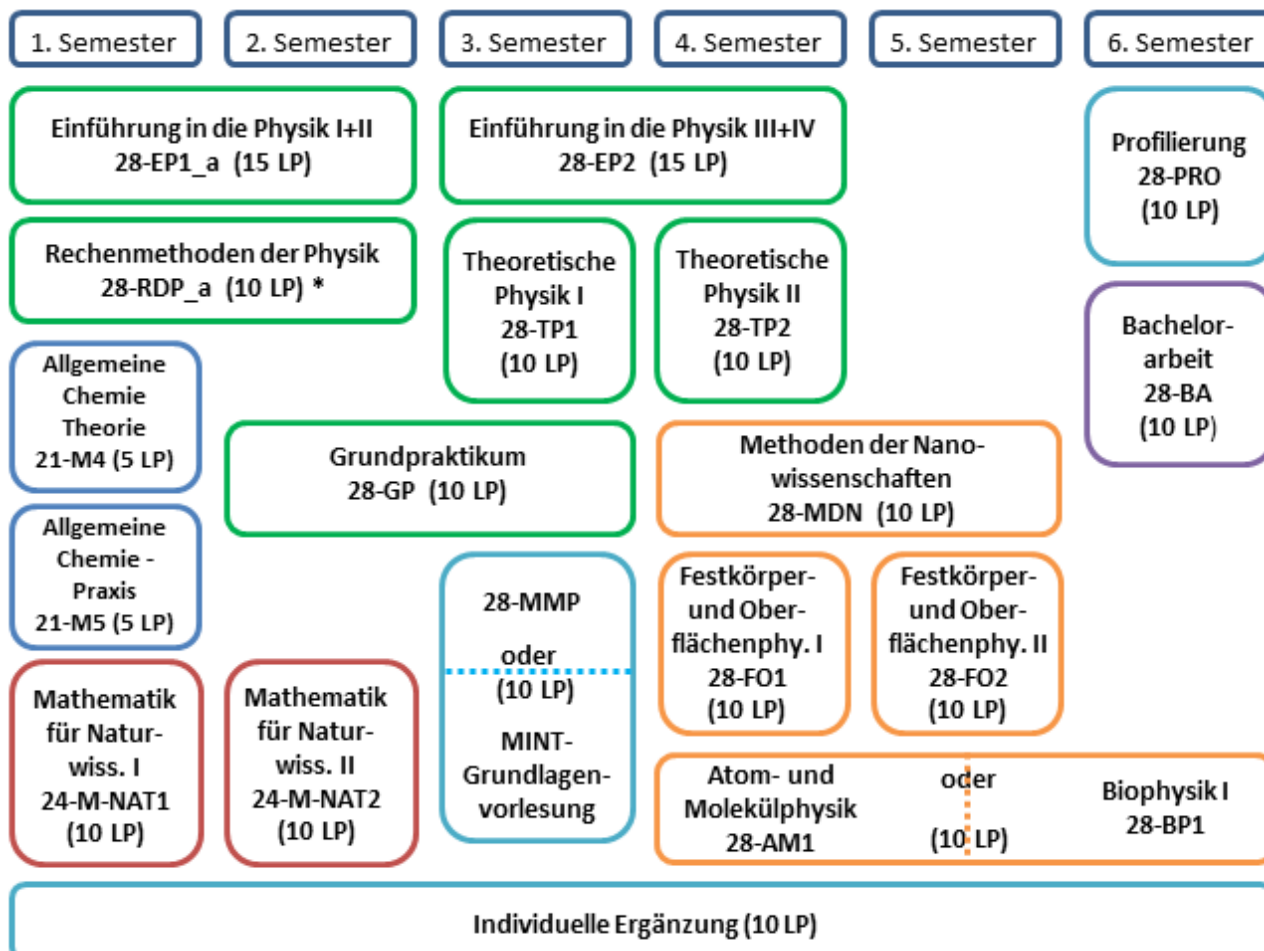 1. Semester
2. Semester
3. Semester
4. Semester
5. Semester
6. Semester
Einführung in die Physik I+II
28-EP1_a (15 LP)
Einführung in die Physik III+IV
28-EP2 (15 LP)
Profilierung
28-PRO
(10 LP)
Rechenmethoden der Physik
28-RDP_a (10 LP) *
Theoretische
Physik I
28-TP1
(10 LP)
Theoretische
Physik II
28-TP2
(10 LP)
Bachelor-
arbeit
28-BA
(10 LP)
Allgemeine
Chemie
Theorie
21-M4 (5 LP)
Grundpraktikum
28-GP (10 LP)
Methoden der Nano-
wissenschaften
28-MDN (10 LP)
Allgemeine
Chemie -
Praxis
21-M5 (5 LP)
28-MMP
oder
(10 LP)
MINT-
Grundlagen-
vorlesung
Festkörper-
und Ober-
flächenphy. I
28-FO1
(10 LP)
Festkörper-
und Ober-
flächenphy. II
28-FO2
(10 LP)
Mathematik
für Natur-
wiss. I
24-M-NAT1
(10 LP)
Mathematik
für Natur-
wiss. II
24-M-NAT2
(10 LP)
Atom- und
Molekülphysik
28-AM1
oder
(10 LP)
Biophysik I
28-BP1
Individuelle Ergänzung (10 LP)